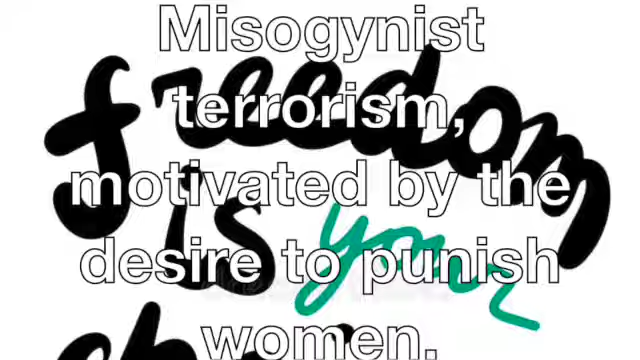 Misogynist
terrorism,
motivated by the
desire to punish
women.
freedom
is your